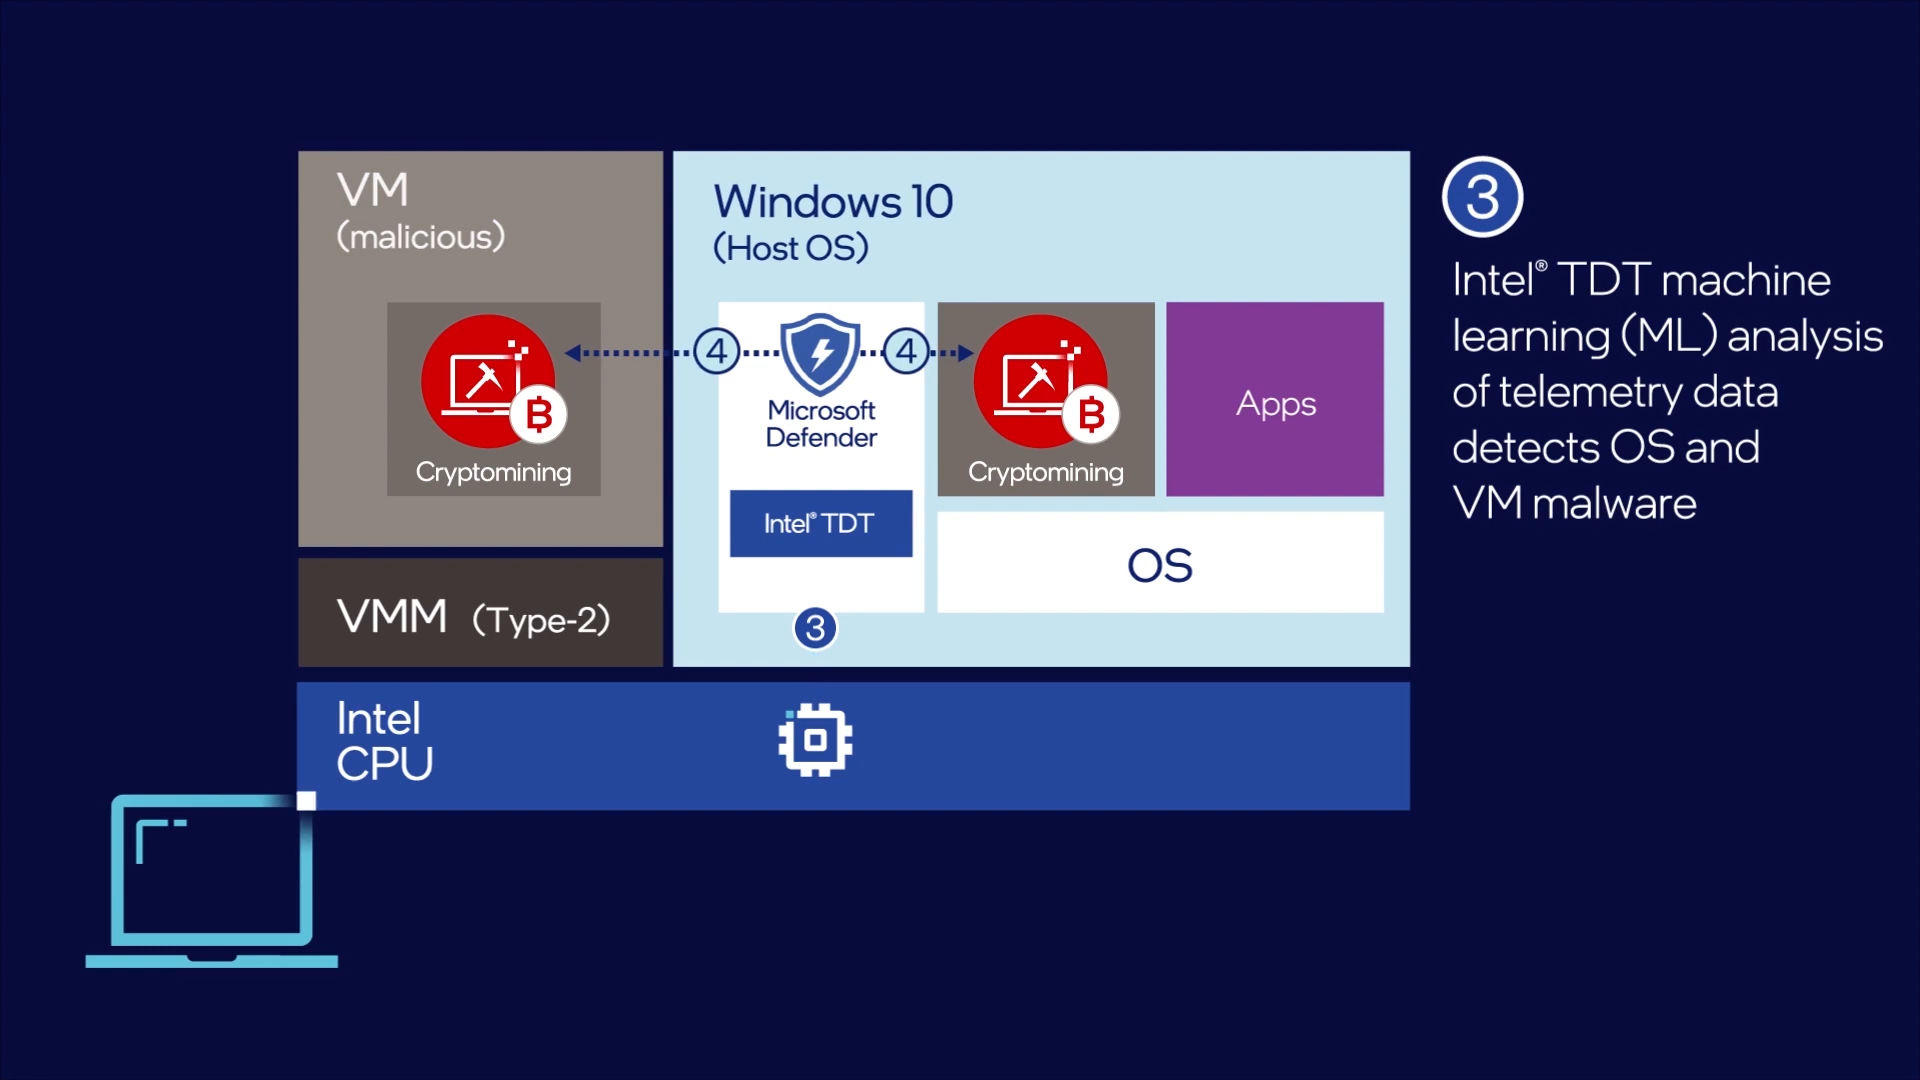 VM
(malicious)
Cryptomining
VMM (Type-2)
Windows 10
(Host OS)
4
4
Microsoft
Defender
Intel® TDT
3
Cryptomining
Apps
OS
Intel
CPU
3
Intel® TDT machine
learning (ML) analysis
of telemetry data
detects OS and
VM malware